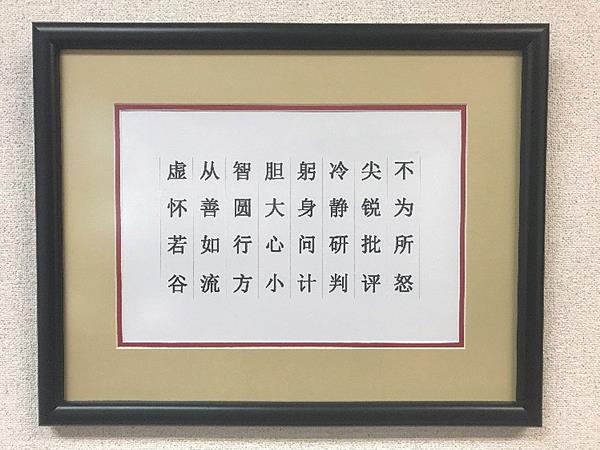 不为所怒
尖锐批评
冷静研判
躬身问计
胆大心小
智圆行方
从善如流
虚怀若谷